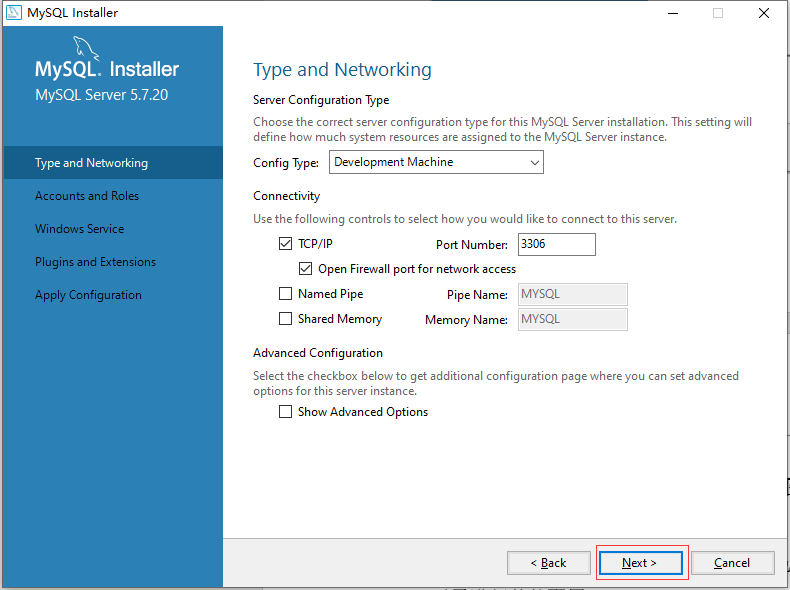 MySQL Installer
MySQL. Installer
MySQL Server 5.7.20
Type and Networking
Accounts and Roles
Windows Service
Plugins and Extensions
Apply Configuration
Type and Networking
Server Configuration Type
Choose the correct server configuration type for this MySQL Server installation. This setting will
define how much system resources are assigned to the MySQL Server instance.
Config Type: Development Machine
Connectivity
Use the following controls to select how you would like to connect to this server.
TCP/IP Port Number: 3306
Open Firewall port for network access
Named Pipe Pipe Name: MYSQL
Shared Memory Memory Name: MYSQL
Advanced Configuration
Select the checkbox below to get additional configuration page where you can set advanced
options for this server instance.
Show Advanced Options
< Back Next > Cancel